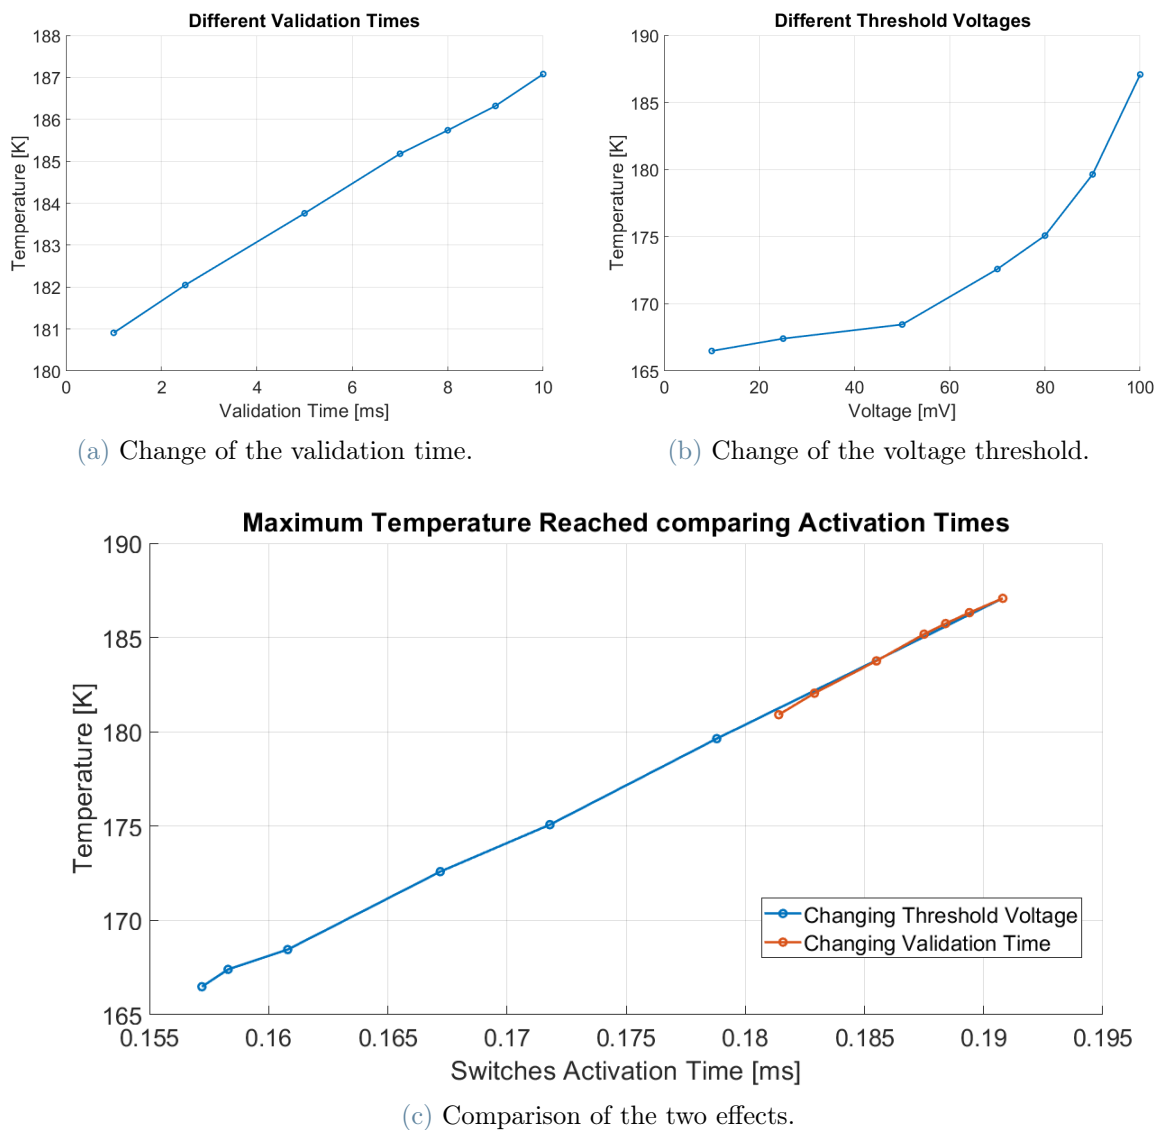 Different Validation Times
188
187
186
185
184
183
182
181
180
Temperature [K]
0 2 4 6 8 10
Validation Time [ms]
(a) Change of the validation time.
Different Threshold Voltages
190
185
180
175
170
165
Temperature [K]
0 20 40 60 80 100
Voltage [mV]
(b) Change of the voltage threshold.
Maximum Temperature Reached comparing Activation Times
190
185
180
175
170
165
Temperature [K]
Changing Threshold Voltage
Changing Validation Time
0.155 0.16 0.165 0.17 0.175 0.18 0.185 0.19 0.195
Switches Activation Time [ms]
(c) Comparison of the two effects.